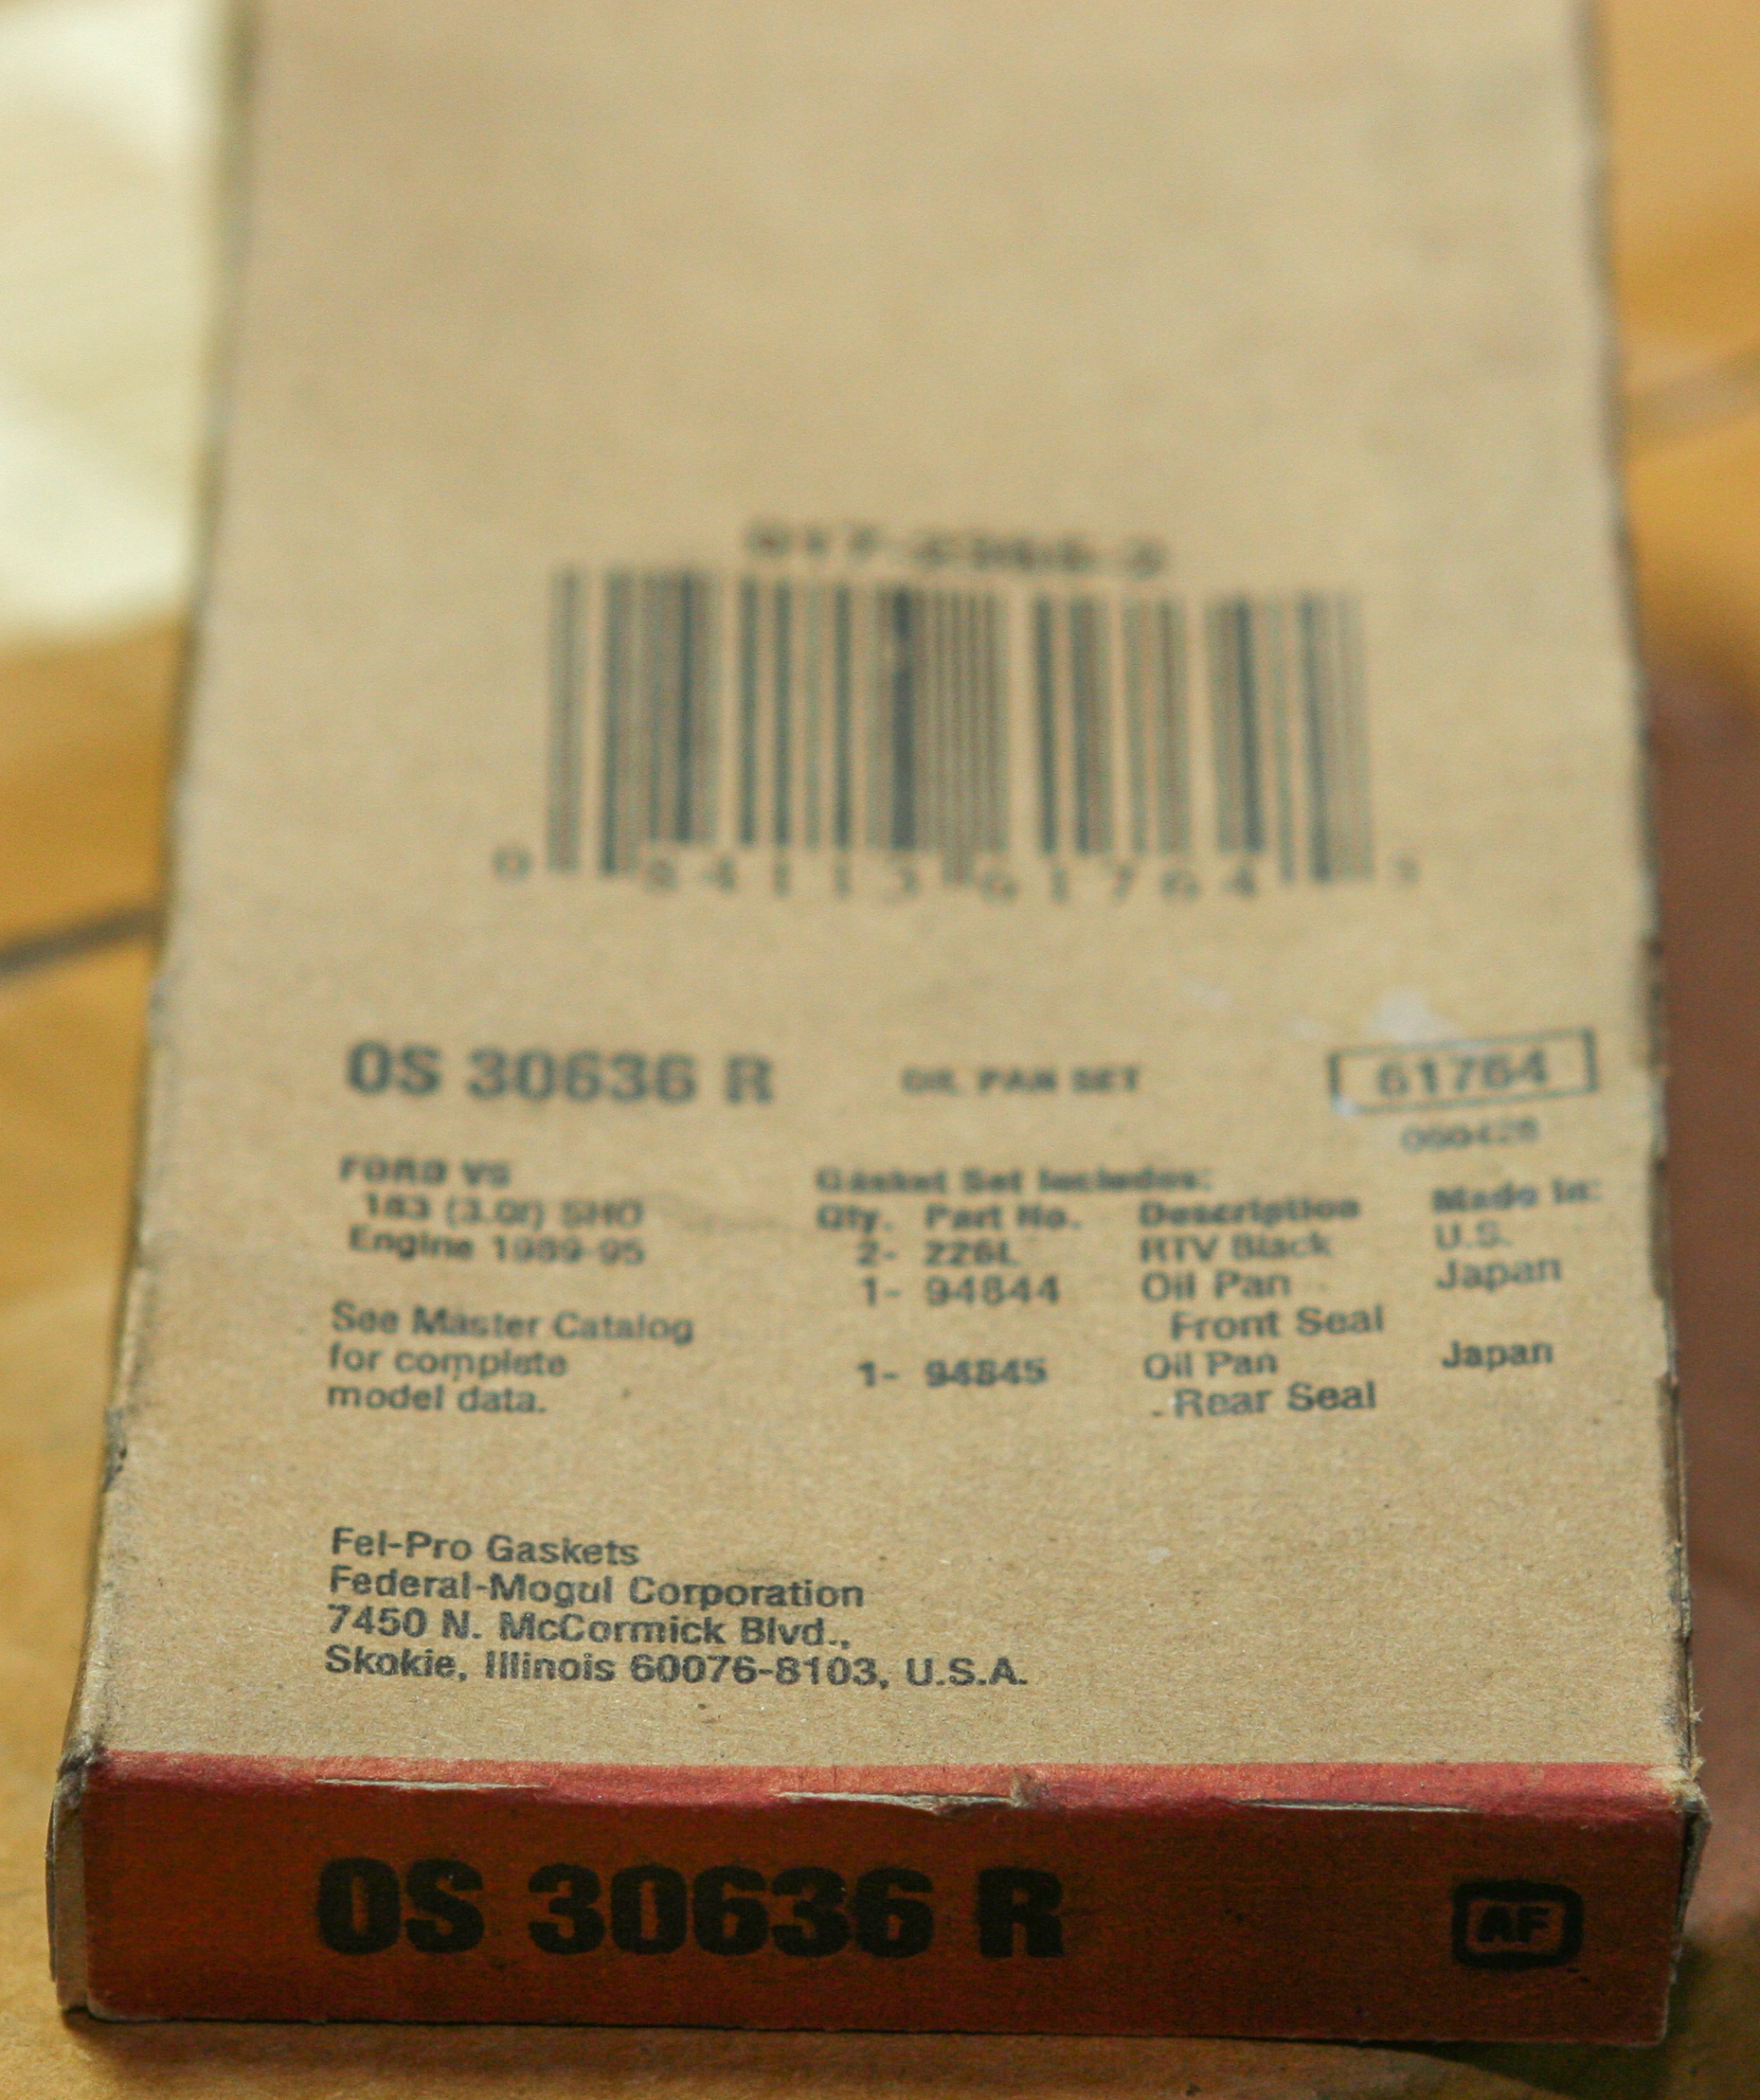 0 84113 61764
OS 30636 R OIL PAN SET 61764
FORD V6
183 (3.0l) SHO
Engine 1989-95
See Master Catalog
for complete
model data.
Gasket Set Includes:
Qty. Part No. Description Made In:
2- 226L RTV Black U.S.
1- 94844 Oil Pan Japan
Front Seal
1- 94845 Oil Pan Japan
Rear Seal
Fel-Pro Gaskets
Federal-Mogul Corporation
7450 N. McCormick Blvd.,
Skokie, Illinois 60076-8103, U.S.A.
OS 30636 R AF